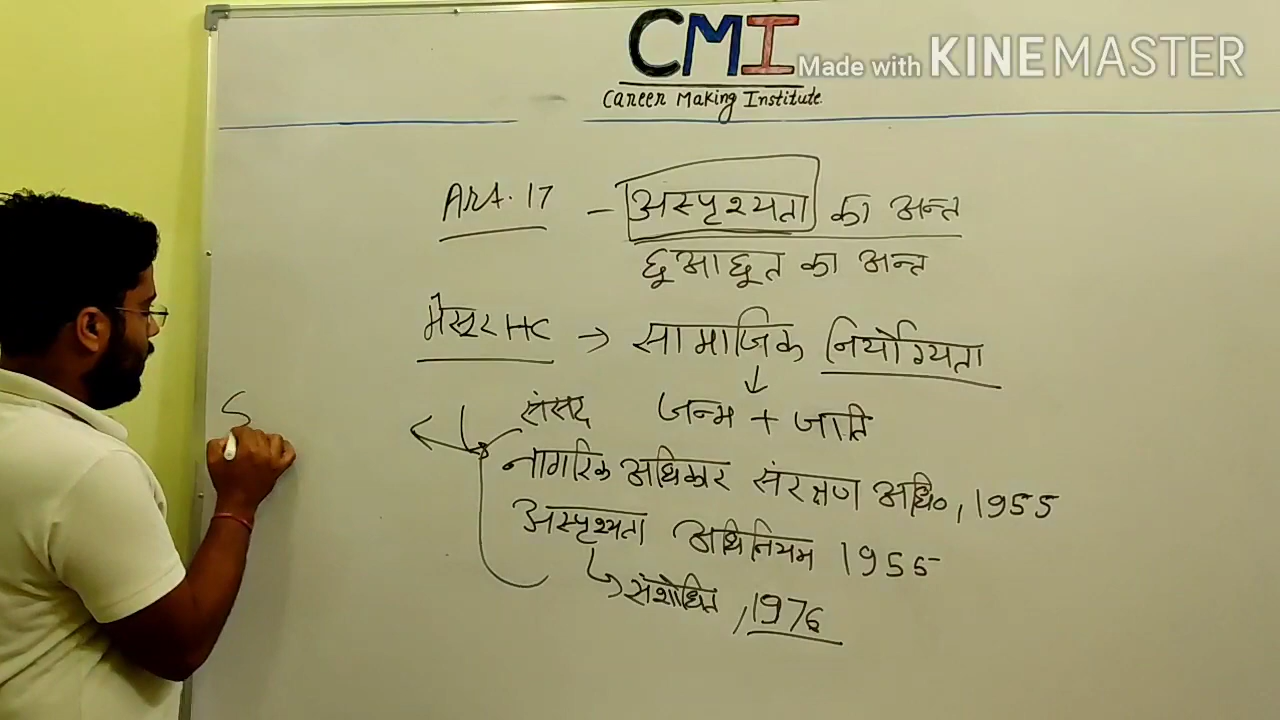 CMI
Made with KINEMASTER
Career Making Institute
Art. 17 – अस्पृश्यता का अन्त
छूआछूत का अन्त
मैसूर HC → सामाजिक निर्योग्यता
संसद जन्म + जाति
नागरिक अधिकार संरक्षण अधि०, 1955
अस्पृश्यता अधिनियम 1955
संशोधित, 1976
S